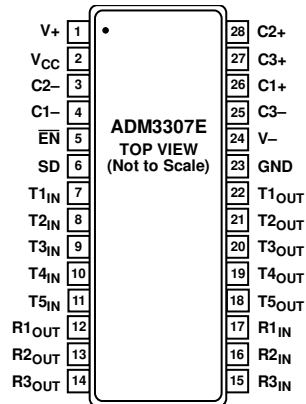 V+ 1 28 C2+
VCC 2 27 C3+
C2– 3 26 C1+
C1– 4 25 C3–
EN 5 24 V–
SD 6 23 GND
ADM3307E
TOP VIEW
(Not to Scale)
T1IN 7 22 T1OUT
T2IN 8 21 T2OUT
T3IN 9 20 T3OUT
T4IN 10 19 T4OUT
T5IN 11 18 T5OUT
R1OUT 12 17 R1IN
R2OUT 13 16 R2IN
R3OUT 14 15 R3IN